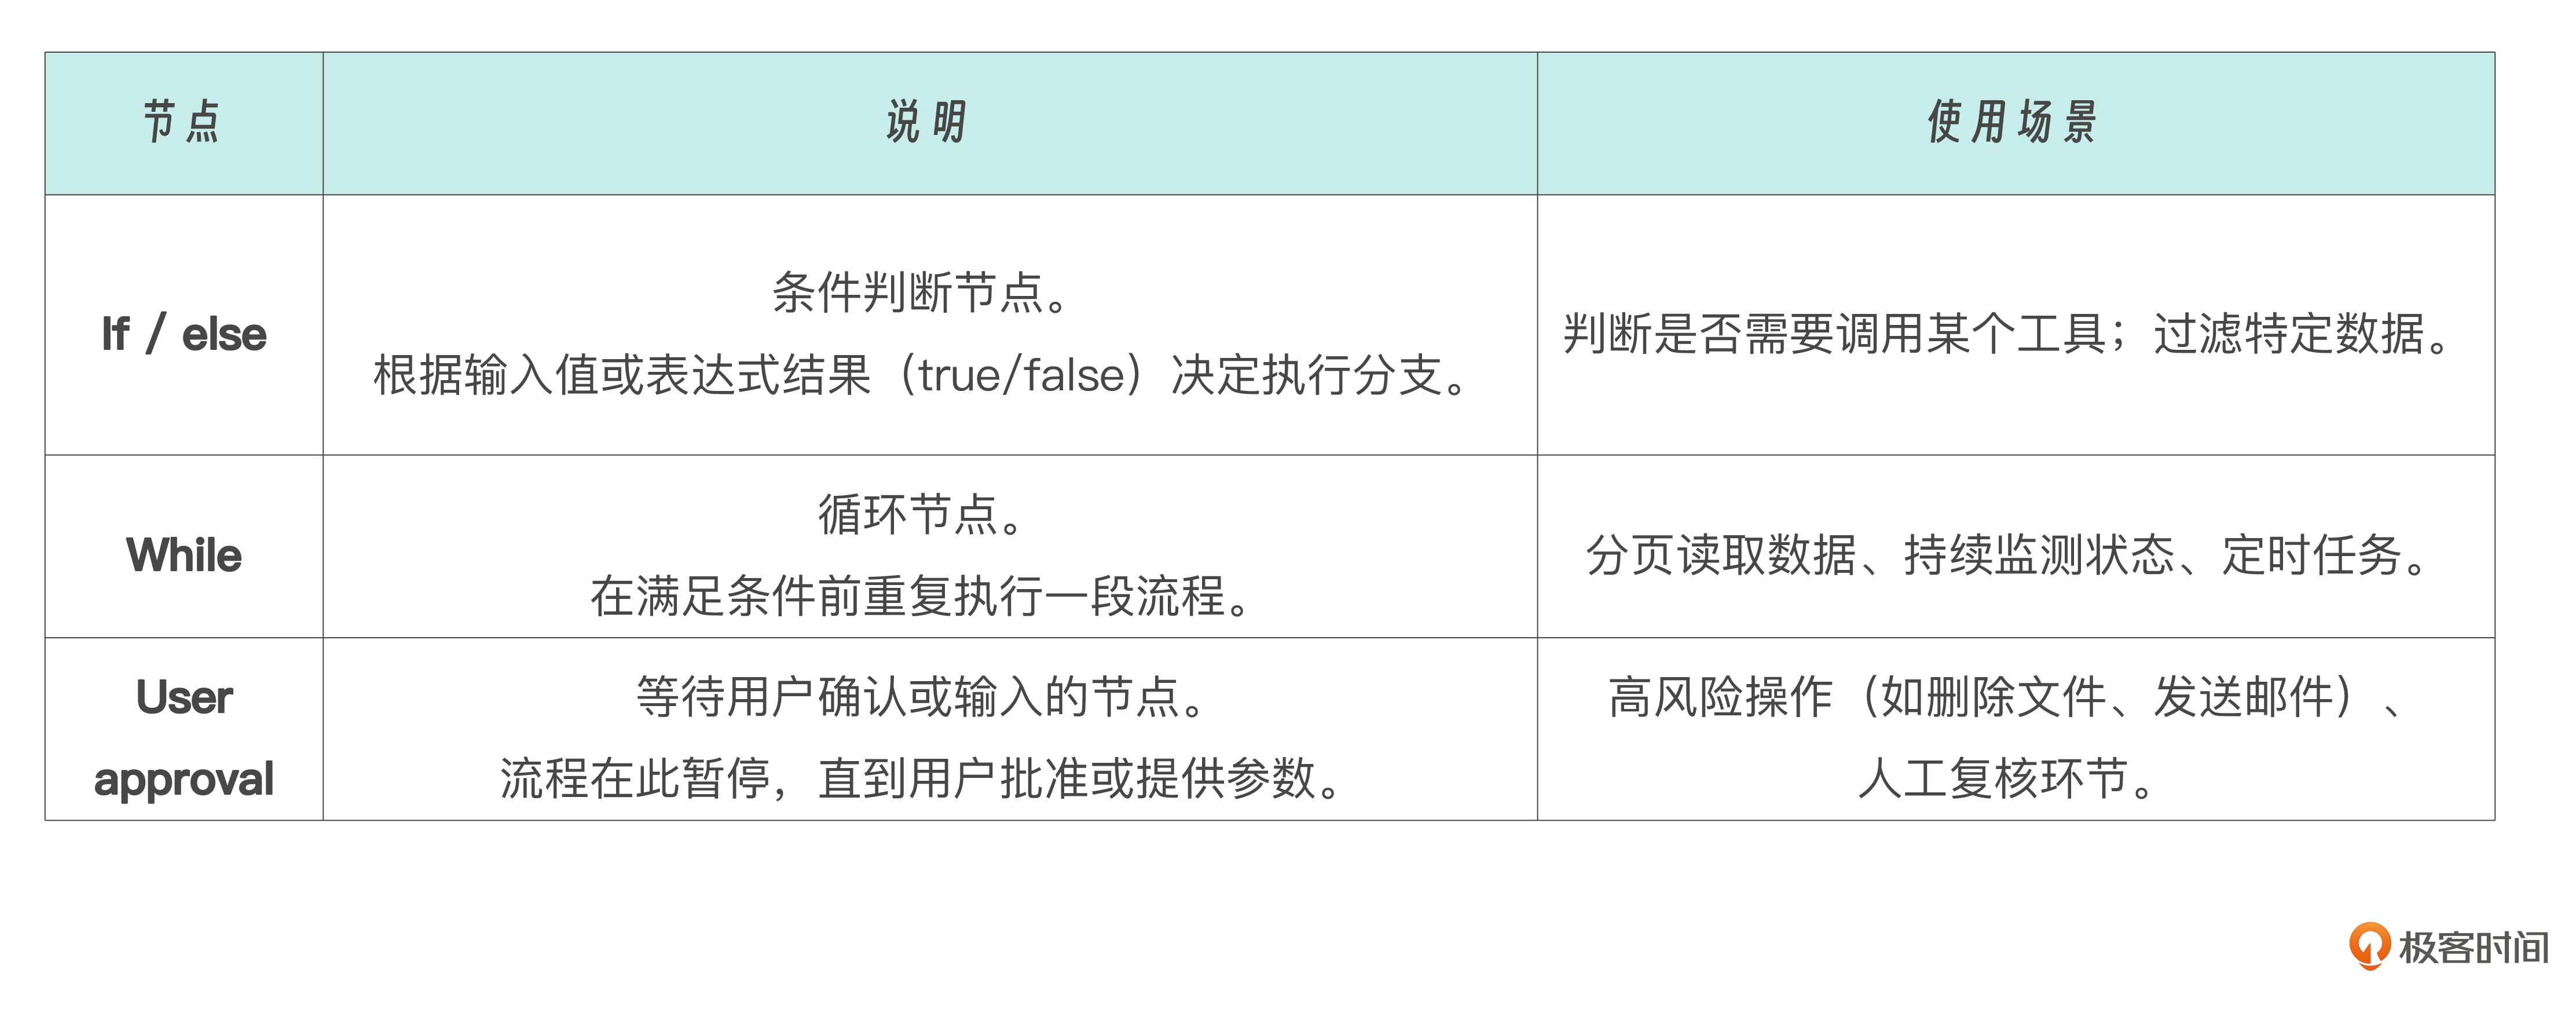 节点
说明
使用场景
If / else
条件判断节点。
根据输入值或表达式结果（true/false）决定执行分支。
判断是否需要调用某个工具；过滤特定数据。
While
循环节点。
在满足条件前重复执行一段流程。
分页读取数据、持续监测状态、定时任务。
User
approval
等待用户确认或输入的节点。
流程在此暂停，直到用户批准或提供参数。
高风险操作（如删除文件、发送邮件）、
人工复核环节。
极客时间